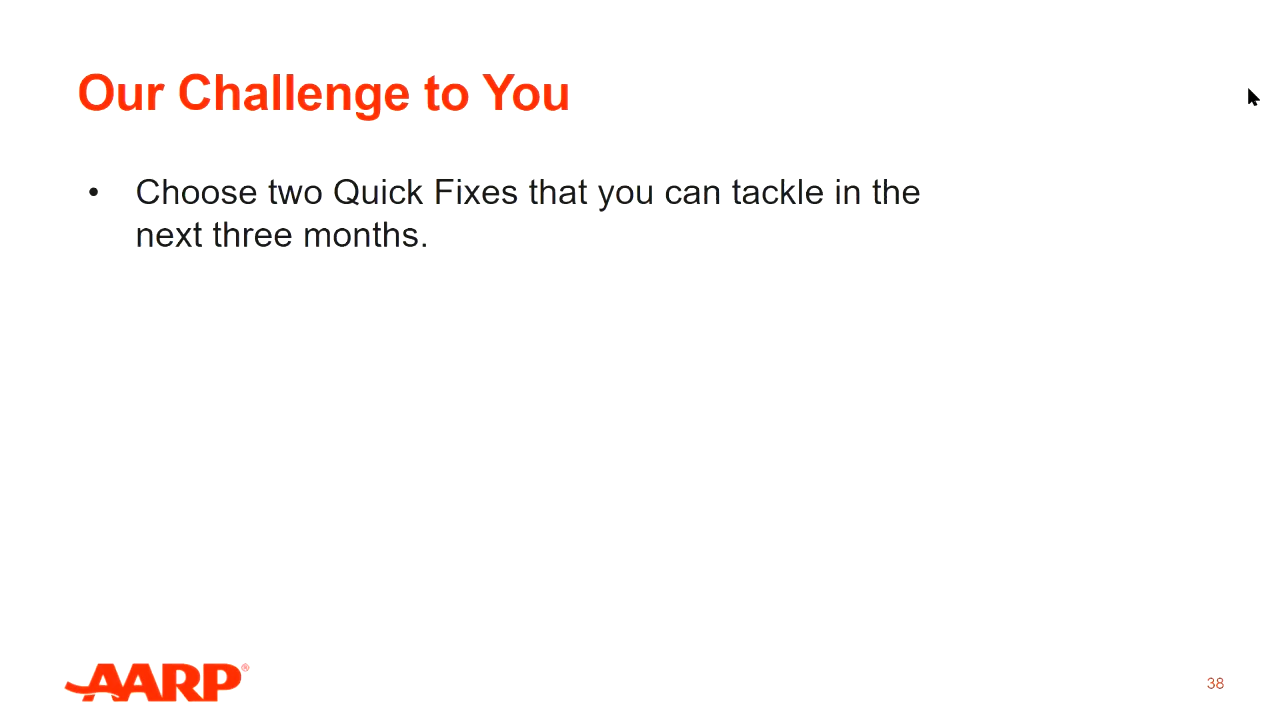 Our Challenge to You
• Choose two Quick Fixes that you can tackle in the
next three months.
AARP®
38